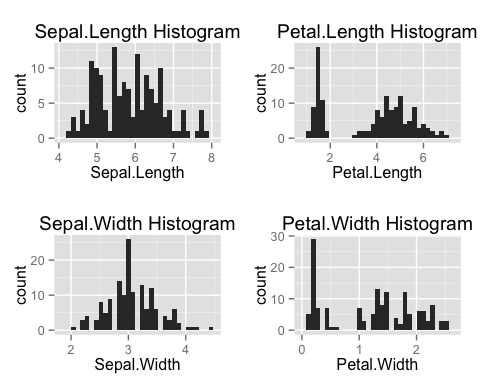 Sepal.Length Histogram
10
5
0
count
4 5 6 7 8
Sepal.Length
Petal.Length Histogram
20
10
0
count
2 4 6
Petal.Length
Sepal.Width Histogram
20
10
0
count
2 3 4
Sepal.Width
Petal.Width Histogram
30
20
10
0
count
0 1 2
Petal.Width